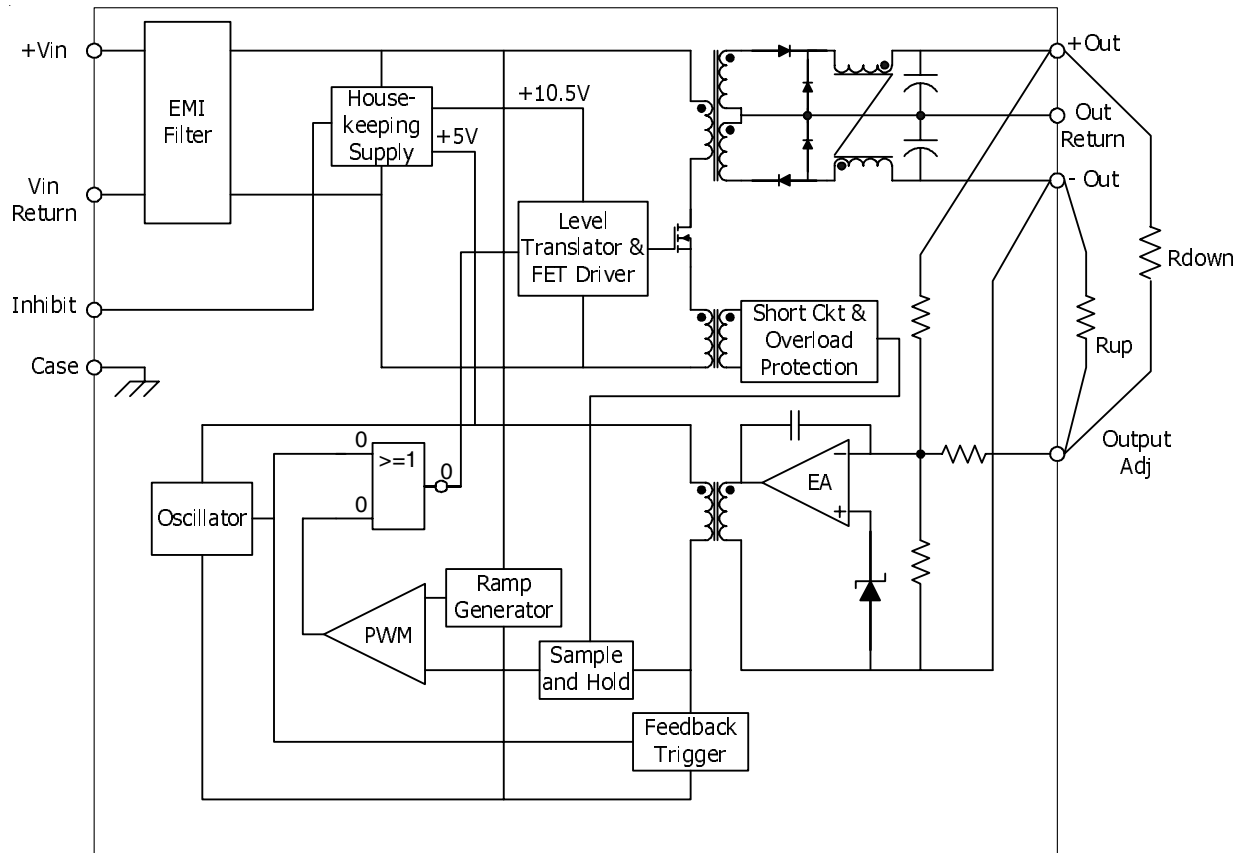 +Vin
EMI
Filter
House-
keeping
Supply
+10.5V
+5V
+Out
Out
Return
- Out
Vin
Return
Level
Translator &
FET Driver
Rdown
Inhibit
Short Ckt &
Overload
Protection
Rup
Case
0
>=1
0
0
EA
−
+
Output
Adj
Oscillator
Ramp
Generator
PWM
Sample
and Hold
Feedback
Trigger